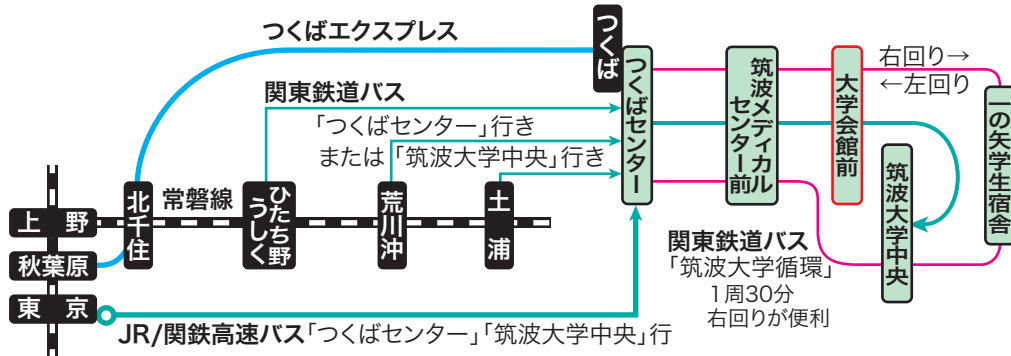 つくばエクスプレス
つくば
関東鉄道バス
「つくばセンター」行き
または「筑波大学中央」行き
つくばセンター
筑波メディカル
センター前
大学会館前
右回り→
←左回り
一の矢学生宿舎
筑波大学中央
上野
秋葉原
東京
北千住
常磐線
ひたち野
うしく
荒川沖
土浦
関東鉄道バス
「筑波大学循環」
1周30分
右回りが便利
JR/関鉄高速バス「つくばセンター」「筑波大学中央」行